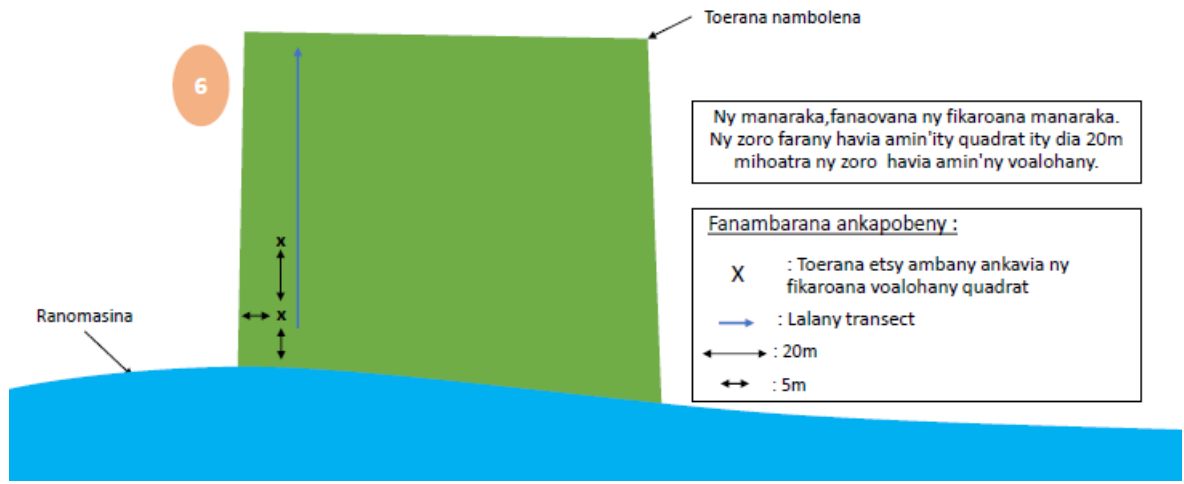 Toerana nambolena
6
Ny manaraka,fanaovana ny fikaroana manaraka.
Ny zoro farany havia amin'ity quadrat ity dia 20m
mihoatra ny zoro havia amin'ny voalohany.
Fanambarana ankapobeny :
X : Toerana etsy ambany ankavia ny
fikaroana voalohany quadrat
: Lalany transect
: 20m
: 5m
x
x
Ranomasina